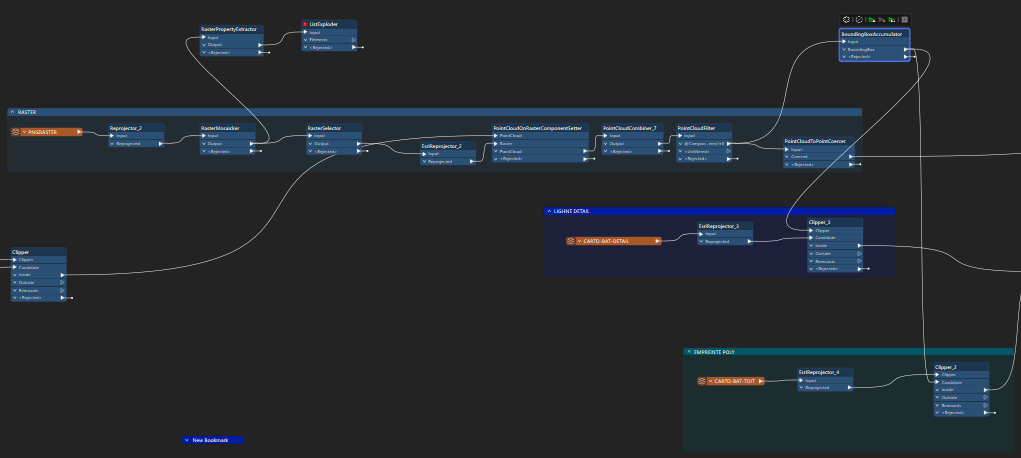 RasterPropertyExtractor
Input
Output
<Rejected>
ListExploder
Input
Elements
<Rejected>
BoundingBoxAccumulator
Input
BoundingBox
<Rejected>
RASTER
PNGRASTER
Reprojector_2
Input
Reprojected
RasterMosaicker
Input
Output
<Rejected>
RasterSelector
Input
Output
<Rejected>
EsriReprojector_2
Input
Reprojected
PointCloudOnRasterComponentSetter
PointCloud
Raster
PointCloud
<Rejected>
PointCloudCombiner_7
Input
Output
<Rejected>
PointCloudFilter
Input
<Unfiltered>
<Rejected>
PointCloudToPointCoercer
Input
Coerced
<Rejected>
LIGHNE DETAIL
CARTO-BAT-DETAIL
EsriReprojector_3
Input
Reprojected
Clipper_3
Clipper
Candidate
Inside
Outside
Remnants
<Rejected>
Clipper
Clipper
Candidate
Inside
Outside
Remnants
<Rejected>
EMPREINTE POLY
CARTO-BAT-TOIT
EsriReprojector_4
Input
Reprojected
Clipper_2
Clipper
Candidate
Inside
Outside
Remnants
<Rejected>
New Bookmark